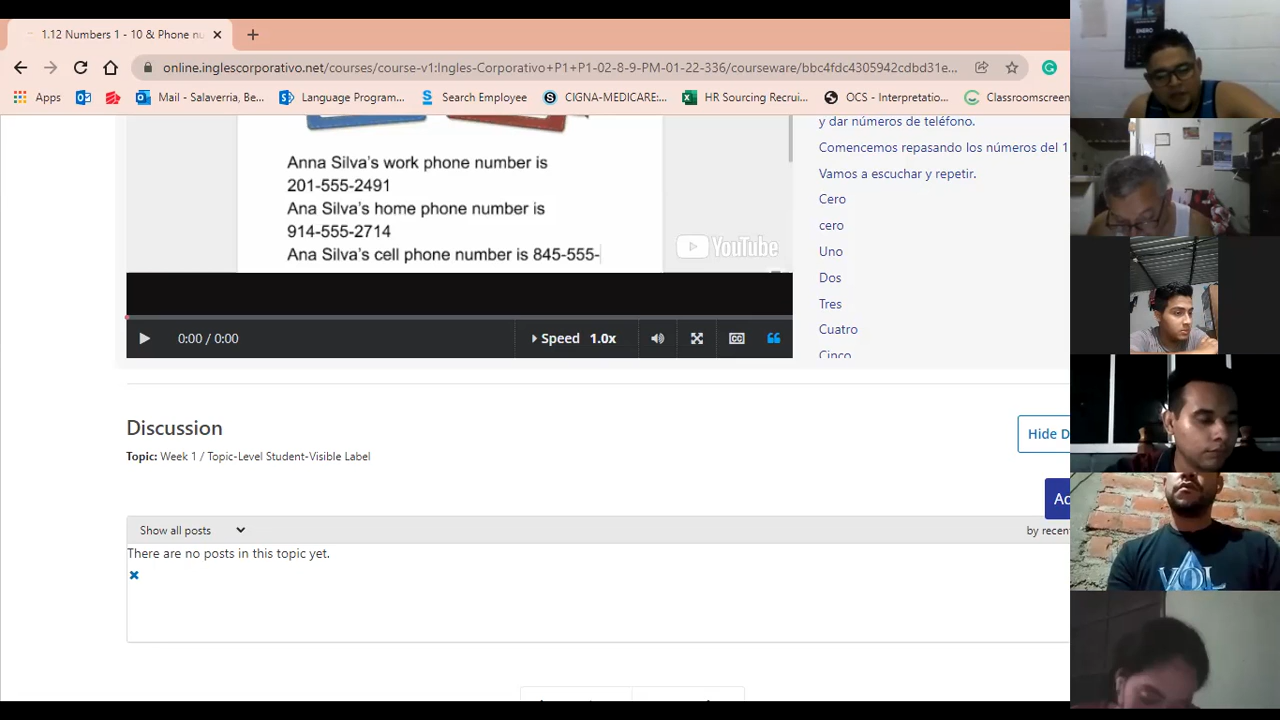 1.12 Numbers 1 - 10 & Phone nu
online.inglescorporativo.net/courses/course-v1:Ingles-Corporativo+P1+P1-02-8-9-PM-01-22-336/courseware/bbc4fdc4305942cdbd31e...
Apps Mail - Salaverria, Be... Language Program... Search Employee CIGNA-MEDICARE:... HR Sourcing Recrui... OCS - Interpretatio... Classroomscreen
Anna Silva's work phone number is
201-555-2491
Ana Silva's home phone number is
914-555-2714
Ana Silva's cell phone number is 845-555-
YouTube
0:00 / 0:00 Speed 1.0x
y dar números de teléfono.
Comencemos repasando los números del 1
Vamos a escuchar y repetir.
Cero
cero
Uno
Dos
Tres
Cuatro
Cinco
Discussion
Hide D
Topic: Week 1 / Topic-Level Student-Visible Label
Ad
Show all posts by recen
There are no posts in this topic yet.
ENERO
VOL